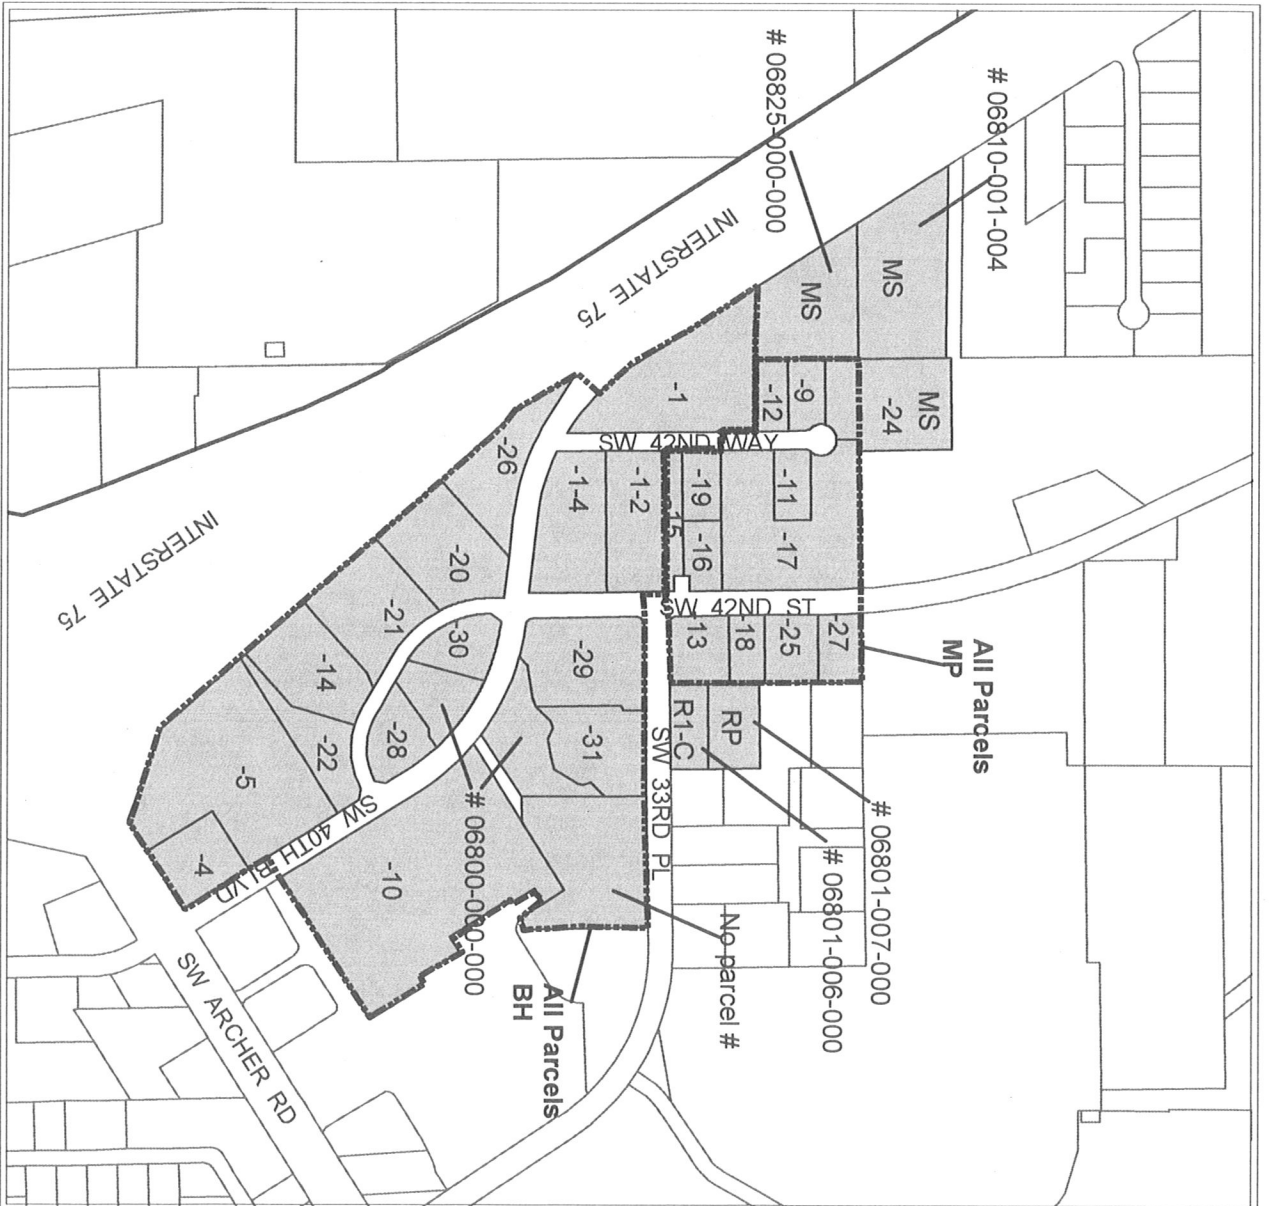 # 06810-001-004
# 06825-000-000
MS
MS
MS
-24
INTERSTATE 75
-1
-12
-9
SW 42ND WAY
-26
-1-4
-1-2
-19
-11
-15
-16
-17
-20
SW 42ND ST
-21
-30
-29
-13
-18
-25
-27
All Parcels
MP
INTERSTATE 75
-14
-28
-31
R1-C
RP
-22
-5
SW 40TH BLVD
# 06800-000-000
SW 33RD PL
# 06801-007-000
# 06801-006-000
-4
-10
No parcel #
All Parcels
BH
SW ARCHER RD